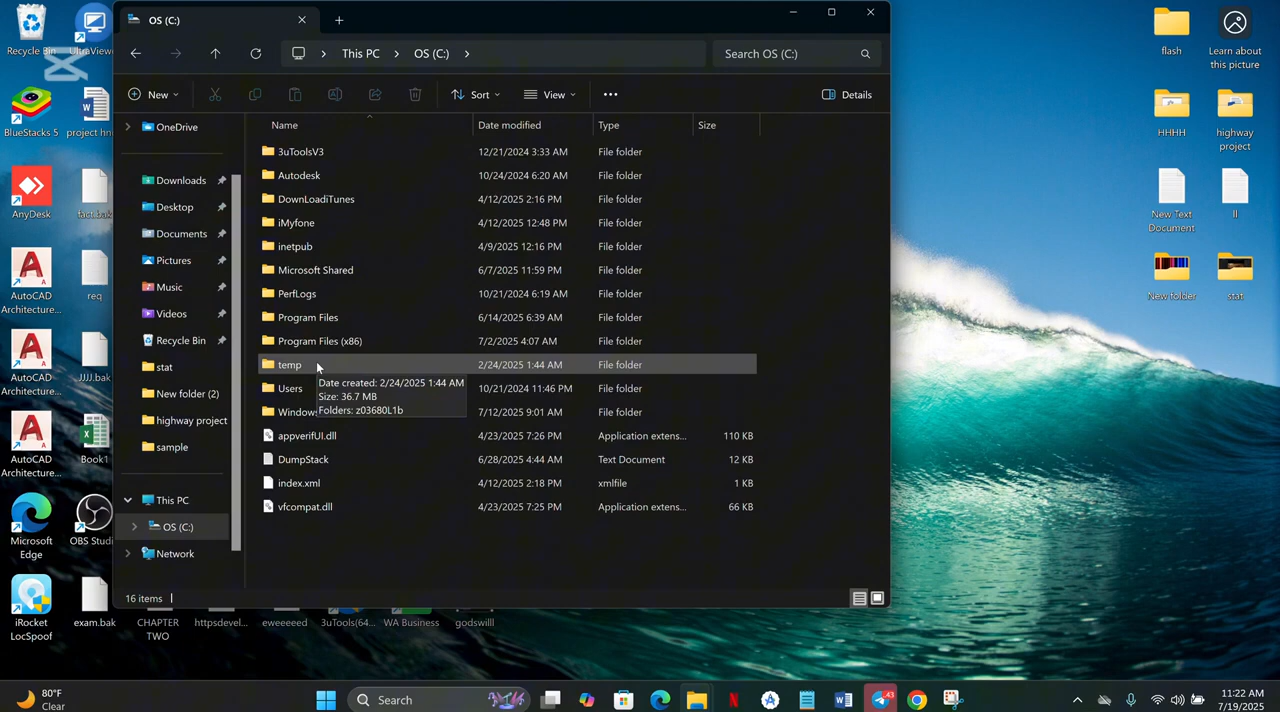 OS (C:)
This PC
OS (C:)
Search OS (C:)
New
Sort
View
Details
Name
Date modified
Type
Size
OneDrive
Downloads
Desktop
Documents
Pictures
Music
Videos
Recycle Bin
stat
New folder (2)
highway project
sample
This PC
OS (C:)
Network
3uToolsV3 12/21/2024 3:33 AM File folder
Autodesk 10/24/2024 6:20 AM File folder
DownLoadiTunes 4/12/2025 2:16 PM File folder
iMyfone 4/12/2025 12:48 PM File folder
inetpub 4/9/2025 12:16 PM File folder
Microsoft Shared 6/7/2025 11:59 PM File folder
PerfLogs 10/21/2024 6:19 AM File folder
Program Files 6/14/2025 6:39 AM File folder
Program Files (x86) 7/2/2025 4:07 AM File folder
temp 2/24/2025 1:44 AM File folder
Users 10/21/2024 11:46 PM File folder
Window 7/12/2025 9:01 AM File folder
appverifUI.dll 4/23/2025 7:26 PM Application extens... 110 KB
DumpStack 6/28/2025 4:44 AM Text Document 12 KB
index.xml 4/12/2025 2:18 PM xmlfile 1 KB
vfcompat.dll 4/23/2025 7:25 PM Application extens... 66 KB
Date created: 2/24/2025 1:44 AM
Size: 36.7 MB
Folders: z03680L1b
16 items
Recycle Bin
UltraView
BlueStacks 5
project hn
AnyDesk
fact.bak
AutoCAD
Architecture...
req
AutoCAD
Architecture...
JJJJ.bak
AutoCAD
Architecture...
Book1
Microsoft
Edge
OBS Studi
iRocket
LocSpoof
exam.bak
CHAPTER
TWO
httpsdevel...
eweeeeed
3uTools(64...
WA Business
godswilll
flash
Learn about
this picture
HHHH
highway
project
New Text
Document
ll
New folder
stat
80°F
Clear
Search
43
11:22 AM
7/19/2025